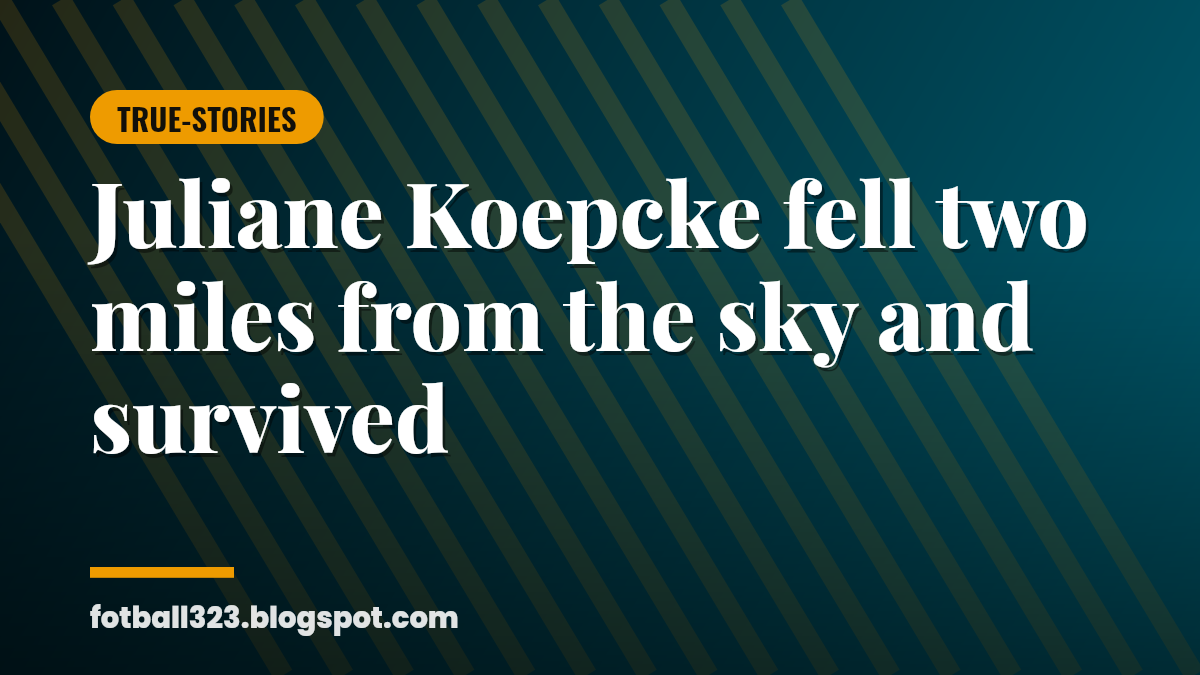 TRUE-STORIES
Juliane Koepcke fell two
miles from the sky and
survived
fotball323.blogspot.com